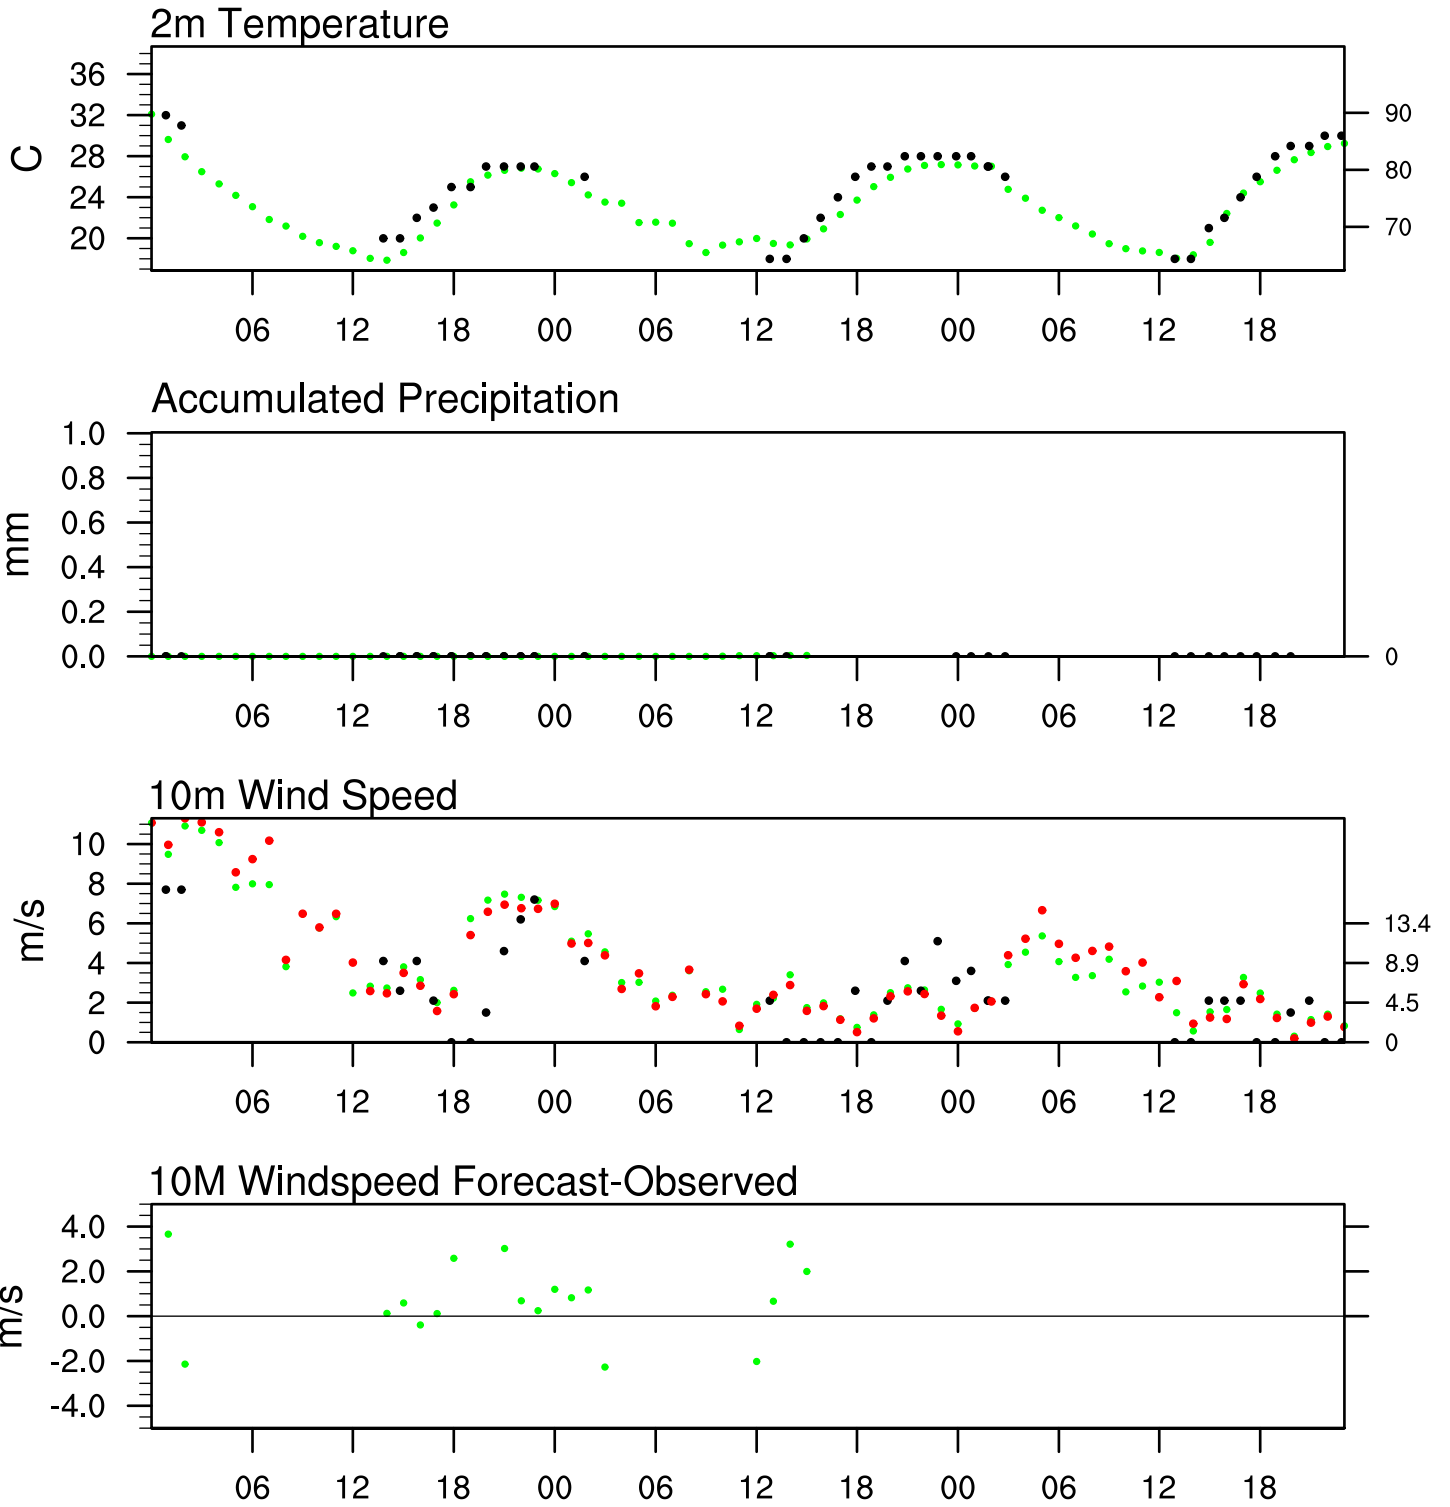 2m Temperature
C
36
32
28
24
20
90
80
70
06 12 18 00 06 12 18 00 06 12 18
Accumulated Precipitation
mm
1.0
0.8
0.6
0.4
0.2
0.0
0
06 12 18 00 06 12 18 00 06 12 18
10m Wind Speed
m/s
10
8
6
4
2
0
13.4
8.9
4.5
0
06 12 18 00 06 12 18 00 06 12 18
10M Windspeed Forecast-Observed
m/s
4.0
2.0
0.0
-2.0
-4.0
06 12 18 00 06 12 18 00 06 12 18